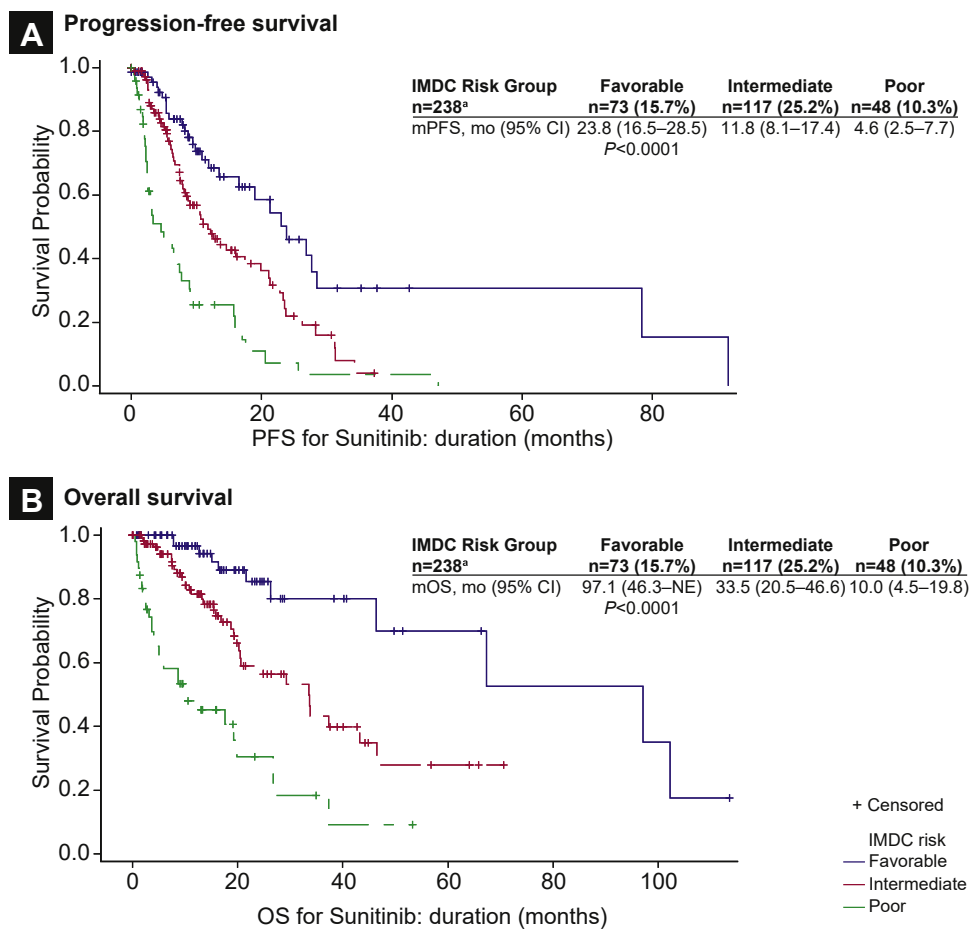 A Progression-free survival
IMDC Risk Group Favorable Intermediate Poor
n=238ª n=73 (15.7%) n=117 (25.2%) n=48 (10.3%)
mPFS, mo (95% CI) 23.8 (16.5–28.5) 11.8 (8.1–17.4) 4.6 (2.5–7.7)
P<0.0001
Survival Probability
1.0
0.8
0.6
0.4
0.2
0.0
0 20 40 60 80
PFS for Sunitinib: duration (months)
B Overall survival
IMDC Risk Group Favorable Intermediate Poor
n=238ª n=73 (15.7%) n=117 (25.2%) n=48 (10.3%)
mOS, mo (95% CI) 97.1 (46.3–NE) 33.5 (20.5–46.6) 10.0 (4.5–19.8)
P<0.0001
Survival Probability
1.0
0.8
0.6
0.4
0.2
0.0
0 20 40 60 80 100
OS for Sunitinib: duration (months)
+ Censored
IMDC risk
Favorable
Intermediate
Poor